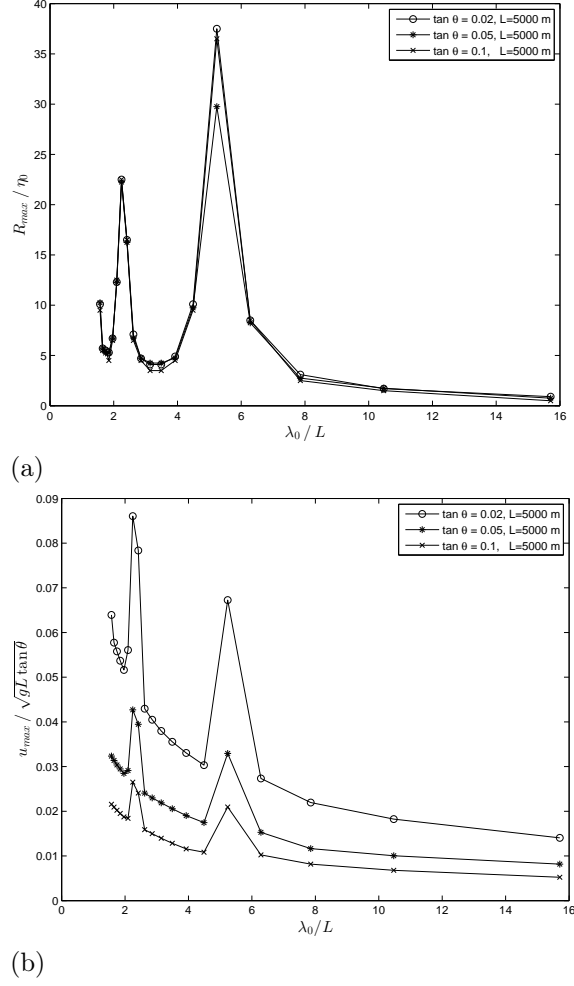 40
35
30
25
20
15
10
5
0
R_max / η_0
tan θ = 0.02, L=5000 m
tan θ = 0.05, L=5000 m
tan θ = 0.1, L=5000 m
0 2 4 6 8 10 12 14 16
λ_0 / L
(a)
0.09
0.08
0.07
0.06
0.05
0.04
0.03
0.02
0.01
0
u_max / √gL tan θ
tan θ = 0.02, L=5000 m
tan θ = 0.05, L=5000 m
tan θ = 0.1, L=5000 m
0 2 4 6 8 10 12 14 16
λ_0/L
(b)